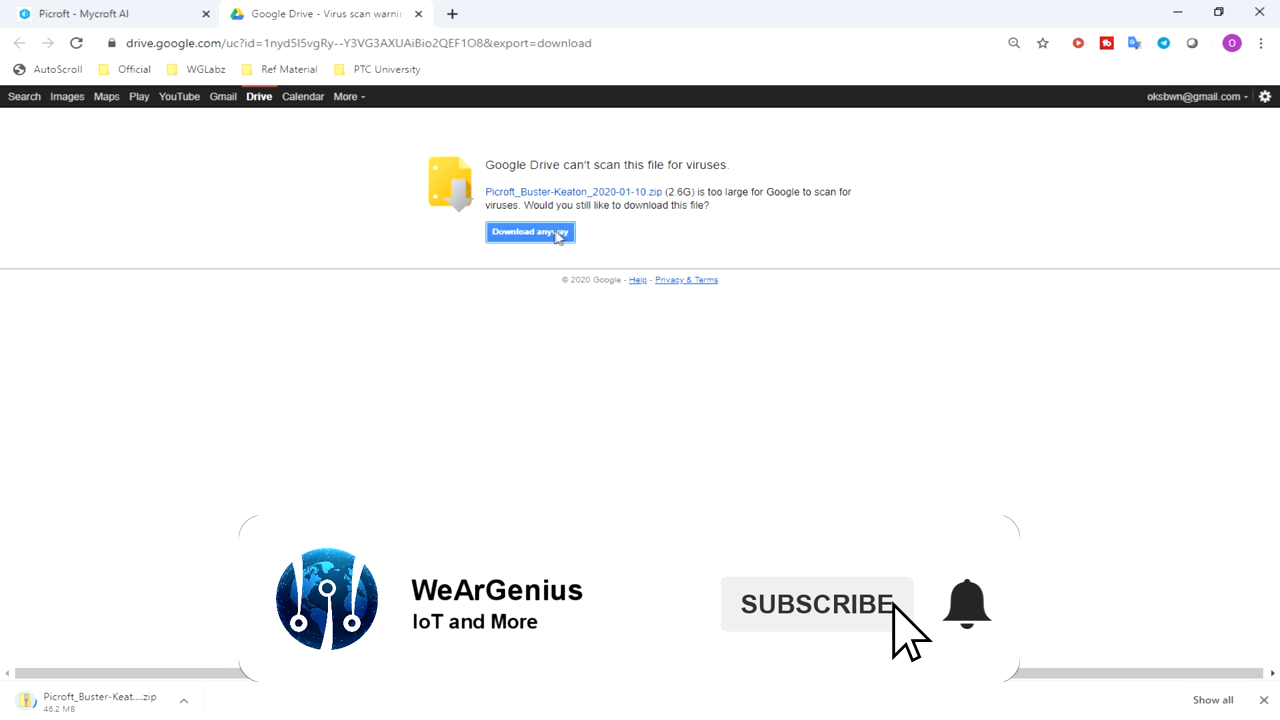 Picroft - Mycroft AI
Google Drive - Virus scan warnin
drive.google.com/uc?id=1nyd5I5vgRy--Y3VG3AXUAiBio2QEF1O8&export=download
O
AutoScroll
Official
WGLabz
Ref Material
PTC University
Search Images Maps Play YouTube Gmail Drive Calendar More
oksbwn@gmail.com
Google Drive can't scan this file for viruses.
Picroft_Buster-Keaton_2020-01-10.zip (2.6G) is too large for Google to scan for
viruses. Would you still like to download this file?
Download anyway
© 2020 Google - Help - Privacy & Terms
WeArGenius
IoT and More
SUBSCRIBE
Picroft_Buster-Keat....zip
46.2 MB
Show all